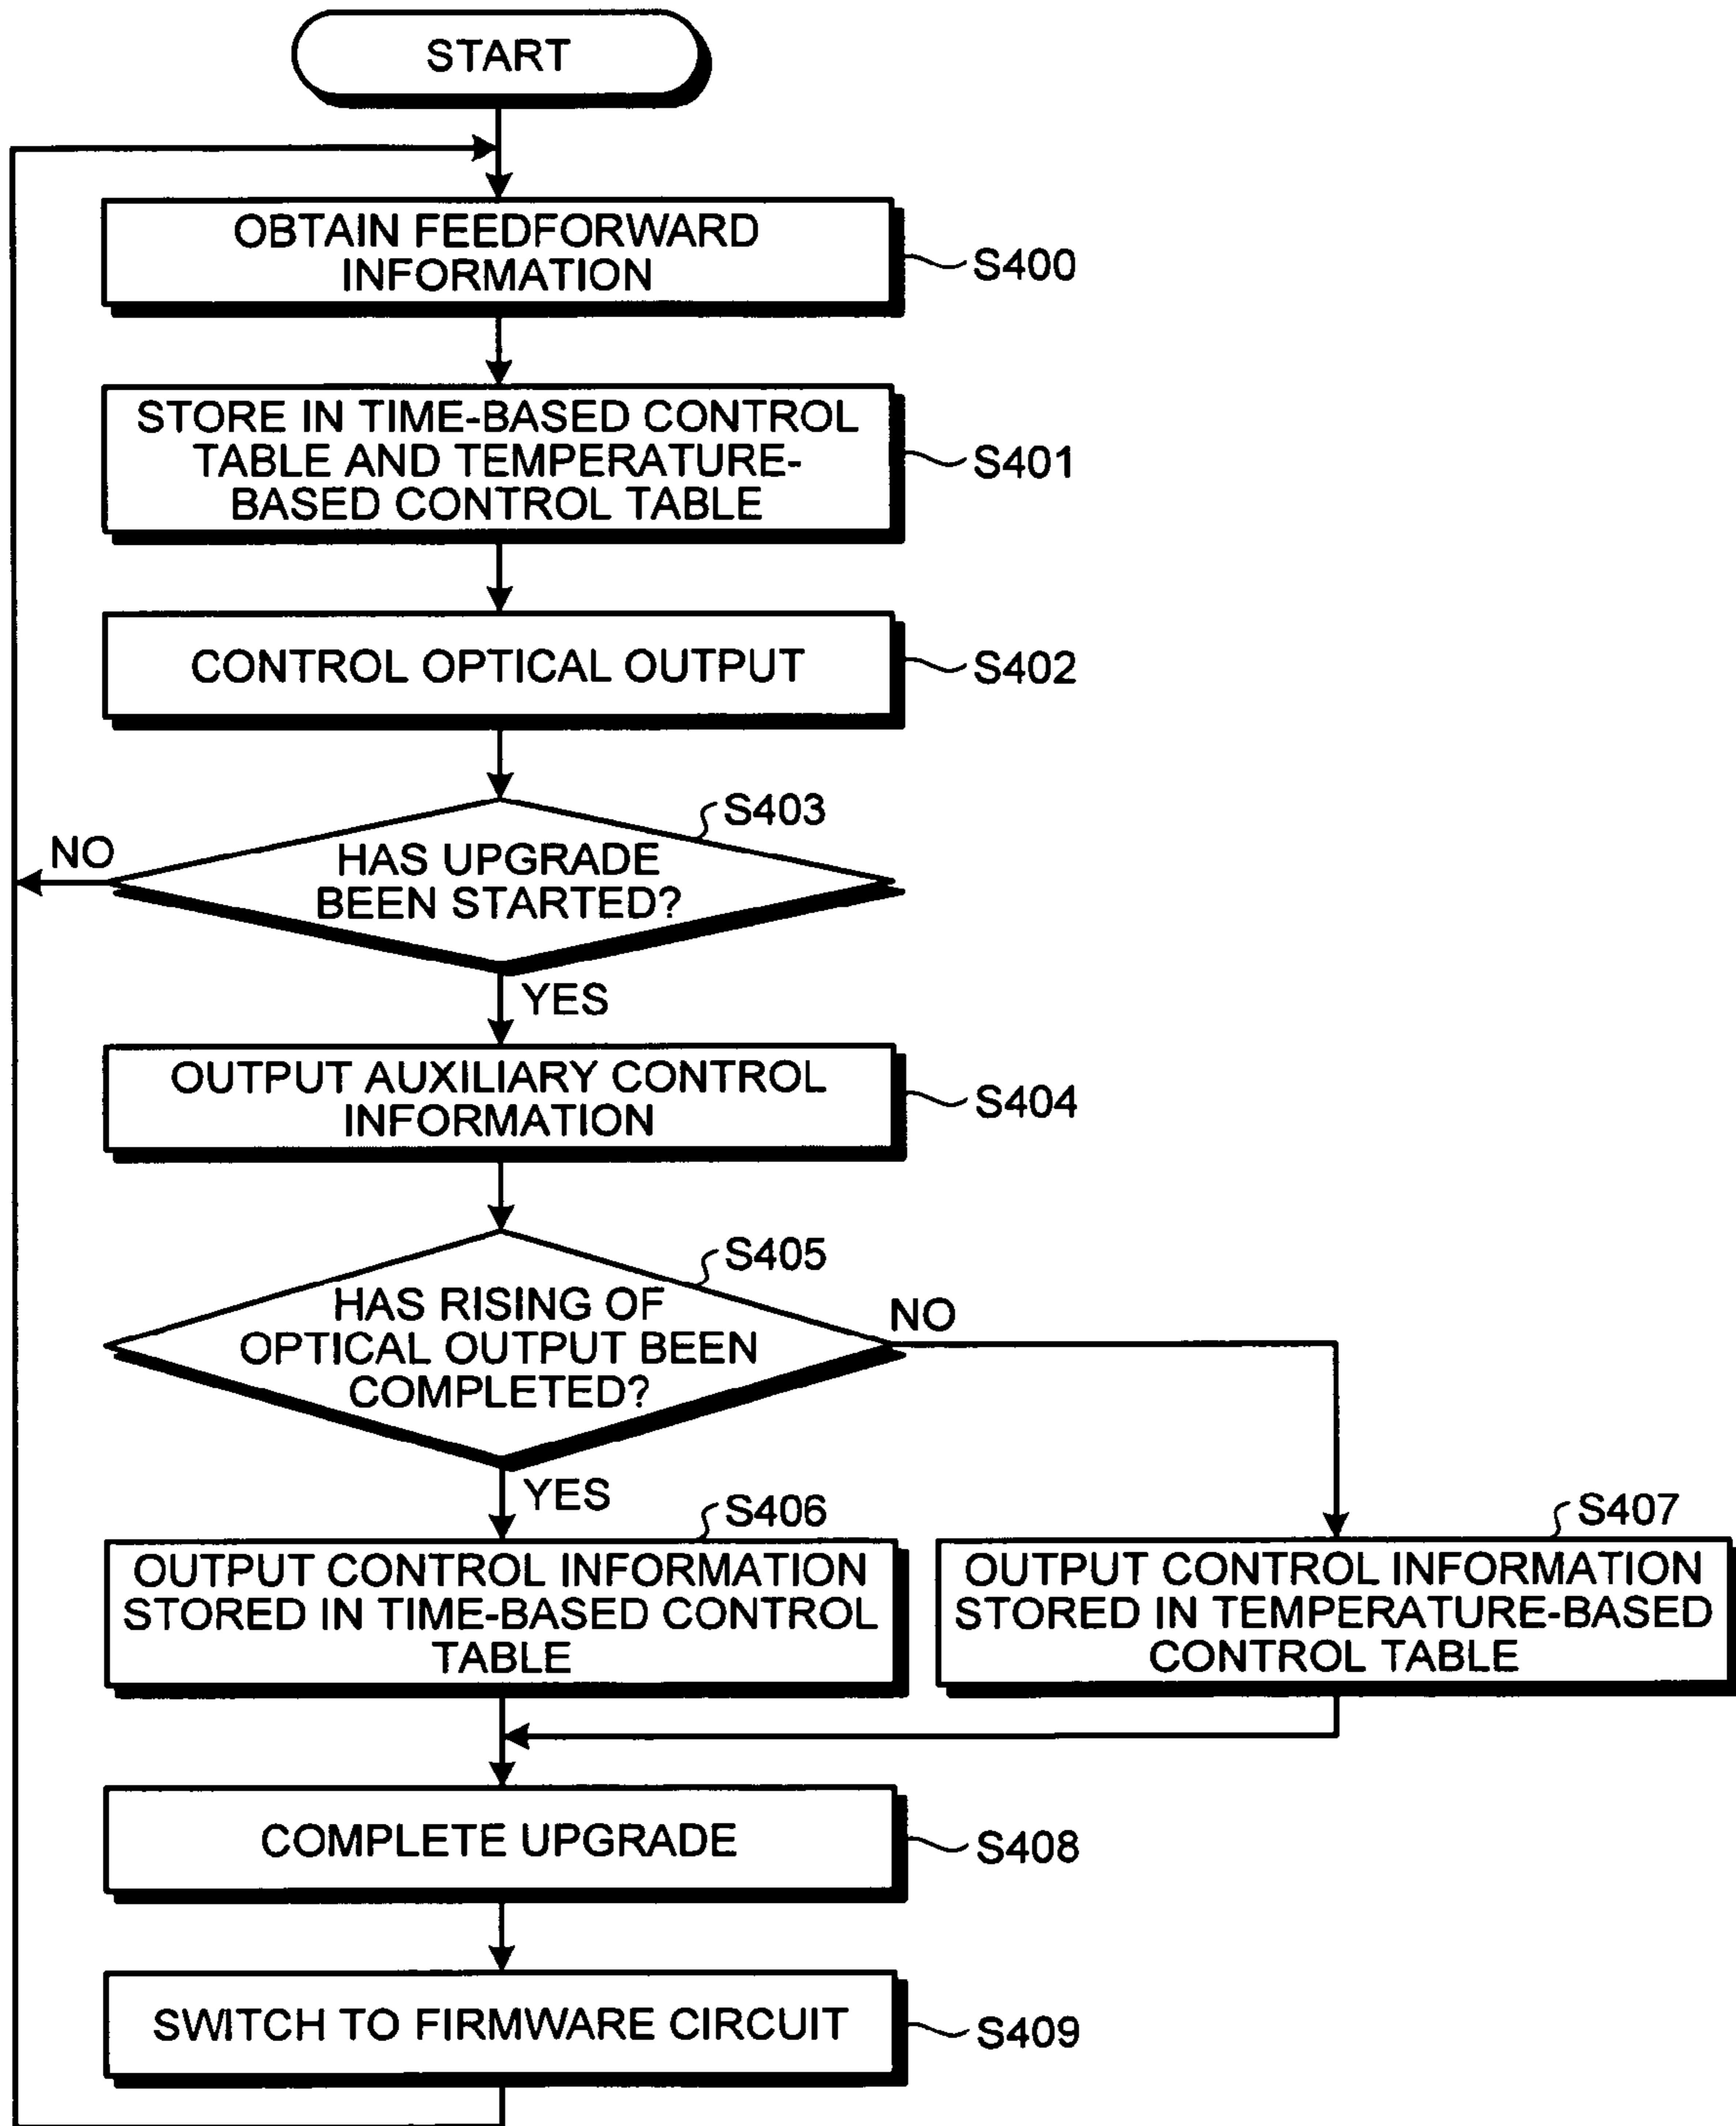 START
OBTAIN FEEDFORWARD
INFORMATION
S400
STORE IN TIME-BASED CONTROL
TABLE AND TEMPERATURE-
BASED CONTROL TABLE
S401
CONTROL OPTICAL OUTPUT
S402
S403
NO
HAS UPGRADE
BEEN STARTED?
YES
OUTPUT AUXILIARY CONTROL
INFORMATION
S404
S405
HAS RISING OF
OPTICAL OUTPUT BEEN
COMPLETED?
NO
YES
S406
OUTPUT CONTROL INFORMATION
STORED IN TIME-BASED CONTROL
TABLE
S407
OUTPUT CONTROL INFORMATION
STORED IN TEMPERATURE-BASED
CONTROL TABLE
COMPLETE UPGRADE
S408
SWITCH TO FIRMWARE CIRCUIT
S409